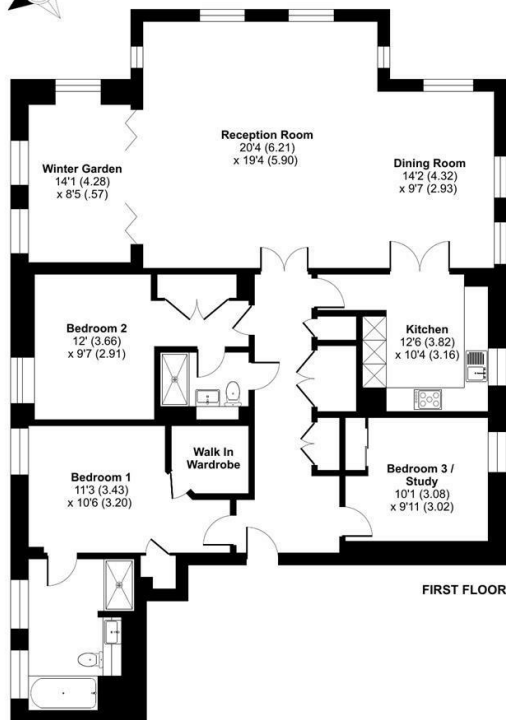 Reception Room
20'4 (6.21)
x 19'4 (5.90)
Winter Garden
14'1 (4.28)
x 8'5 (.57)
Dining Room
14'2 (4.32)
x 9'7 (2.93)
Bedroom 2
12' (3.66)
x 9'7 (2.91)
Kitchen
12'6 (3.82)
x 10'4 (3.16)
Walk In
Wardrobe
Bedroom 1
11'3 (3.43)
x 10'6 (3.20)
Bedroom 3 /
Study
10'1 (3.08)
x 9'11 (3.02)
FIRST FLOOR